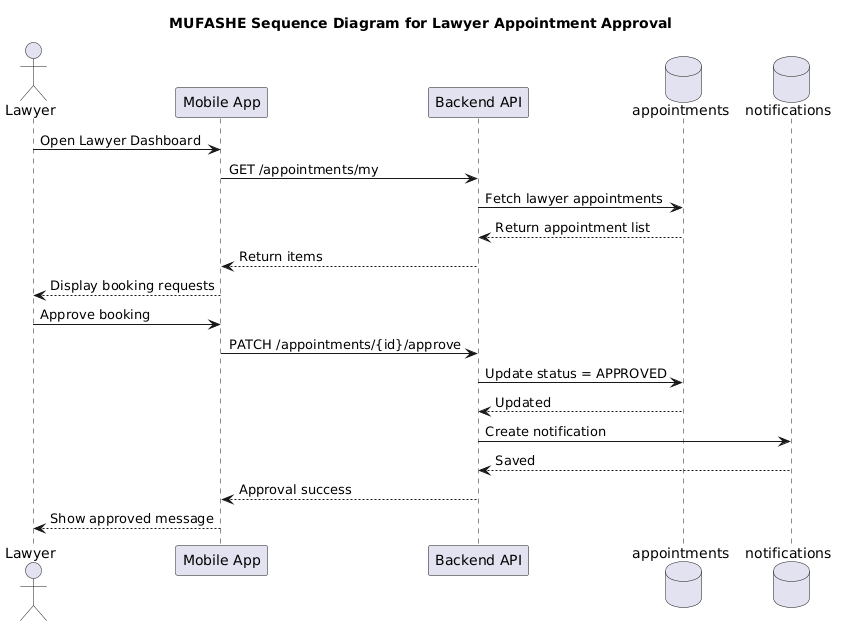 MUFASHE Sequence Diagram for Lawyer Appointment Approval
Lawyer
Mobile App
Backend API
appointments
notifications
Open Lawyer Dashboard
GET /appointments/my
Fetch lawyer appointments
Return appointment list
Return items
Display booking requests
Approve booking
PATCH /appointments/{id}/approve
Update status = APPROVED
Updated
Create notification
Saved
Approval success
Show approved message
Lawyer
Mobile App
Backend API
appointments
notifications